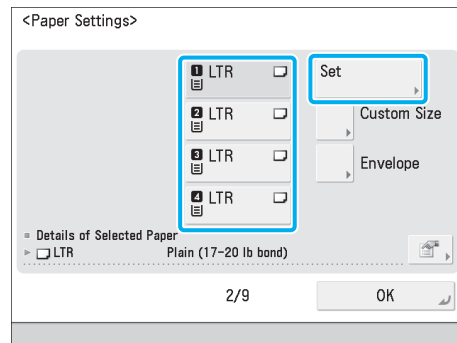 <Paper Settings>
1 LTR
Set
2 LTR
Custom Size
3 LTR
Envelope
4 LTR
Details of Selected Paper
LTR Plain (17-20 lb bond)
2/9
OK